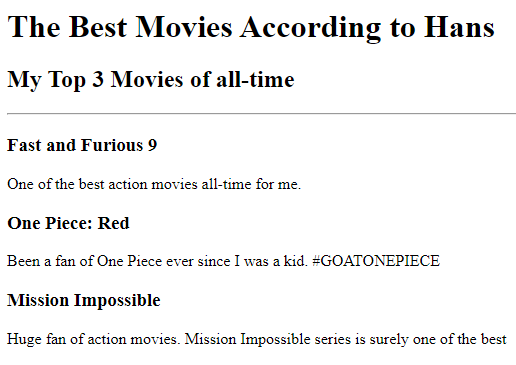 The Best Movies According to Hans
My Top 3 Movies of all-time
Fast and Furious 9
One of the best action movies all-time for me.
One Piece: Red
Been a fan of One Piece ever since I was a kid. #GOATONEPIECE
Mission Impossible
Huge fan of action movies. Mission Impossible series is surely one of the best